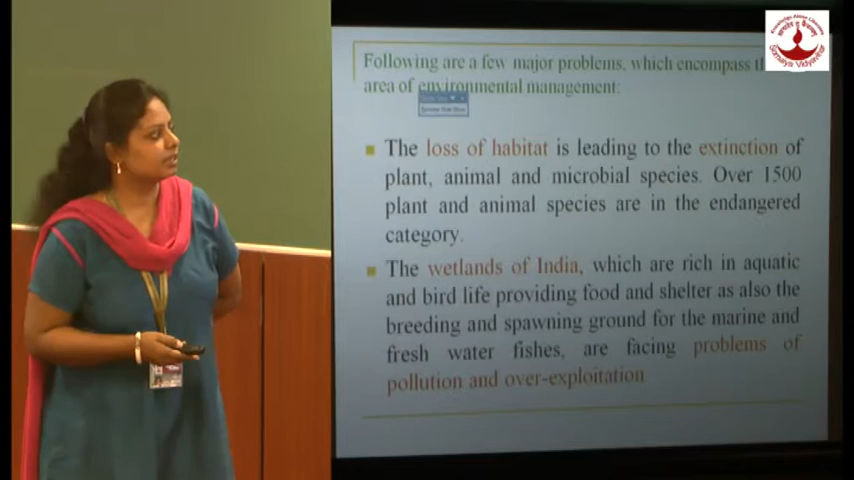 Following are a few major problems, which encompass
area of environmental management:
The loss of habitat is leading to the extinction of
plant, animal and microbial species. Over 1500
plant and animal species are in the endangered
category.
The wetlands of India, which are rich in aquatic
and bird life providing food and shelter as also the
breeding and spawning ground for the marine and
fresh water fishes, are facing problems of
pollution and over-exploitation
Somaiya Vidyavihar